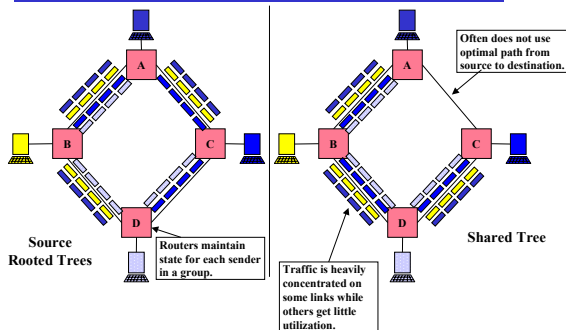 A
B
C
D
Source
Rooted Trees
Routers maintain
state for each sender
in a group.
Often does not use
optimal path from
source to destination.
A
B
C
D
Shared Tree
Traffic is heavily
concentrated on
some links while
others get little
utilization.